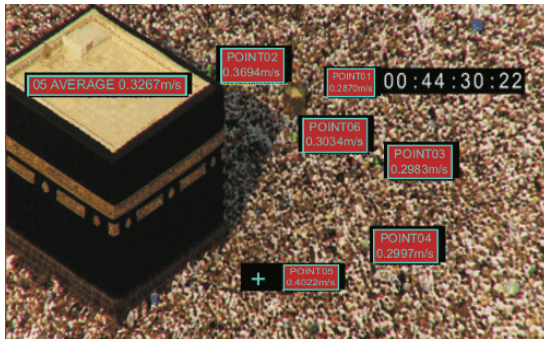 POINT02
0.3694m/s
05 AVERAGE 0.3267m/s
POINT01
0.2870m/s
00:44:30:22
POINT06
0.3034m/s
POINT03
0.2983m/s
POINT04
0.2997m/s
POINT05
0.4022m/s